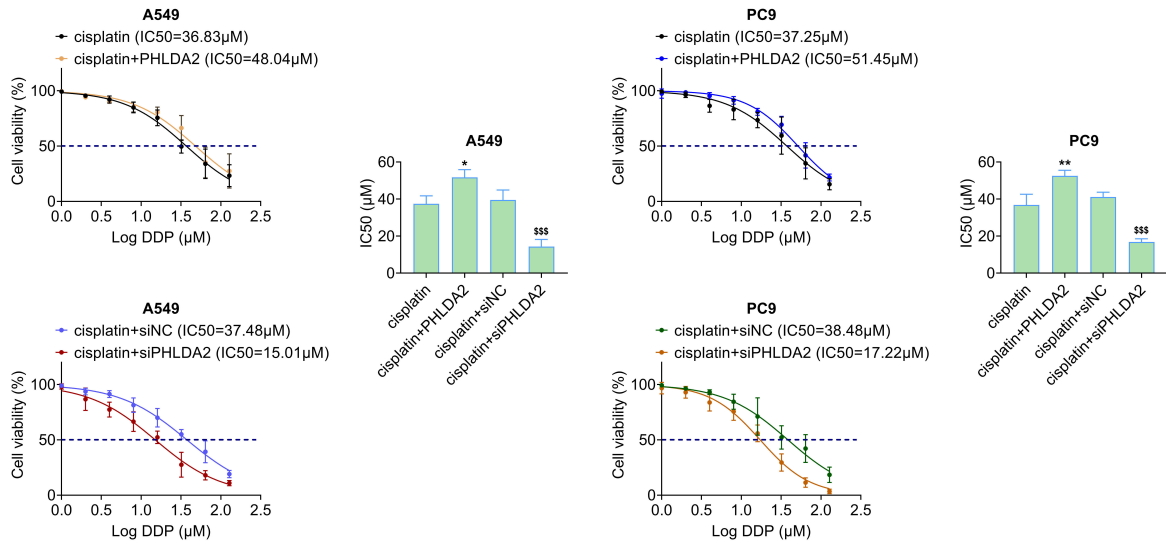 A549
cisplatin (IC50=36.83μM)
cisplatin+PHLDA2 (IC50=48.04μM)
Cell viability (%)
100
50
0
0.0 0.5 1.0 1.5 2.0 2.5
Log DDP (μM)
A549
IC50 (μM)
60
40
20
0
*
$$$
cisplatin
cisplatin+PHLDA2
cisplatin+siNC
cisplatin+siPHLDA2
PC9
cisplatin (IC50=37.25μM)
cisplatin+PHLDA2 (IC50=51.45μM)
Cell viability (%)
100
50
0
0.0 0.5 1.0 1.5 2.0 2.5
Log DDP (μM)
PC9
IC50 (μM)
60
40
20
0
**
$$$
cisplatin
cisplatin+PHLDA2
cisplatin+siNC
cisplatin+siPHLDA2
A549
cisplatin+siNC (IC50=37.48μM)
cisplatin+siPHLDA2 (IC50=15.01μM)
Cell viability (%)
100
50
0
0.0 0.5 1.0 1.5 2.0 2.5
Log DDP (μM)
PC9
cisplatin+siNC (IC50=38.48μM)
cisplatin+siPHLDA2 (IC50=17.22μM)
Cell viability (%)
100
50
0
0.0 0.5 1.0 1.5 2.0 2.5
Log DDP (μM)